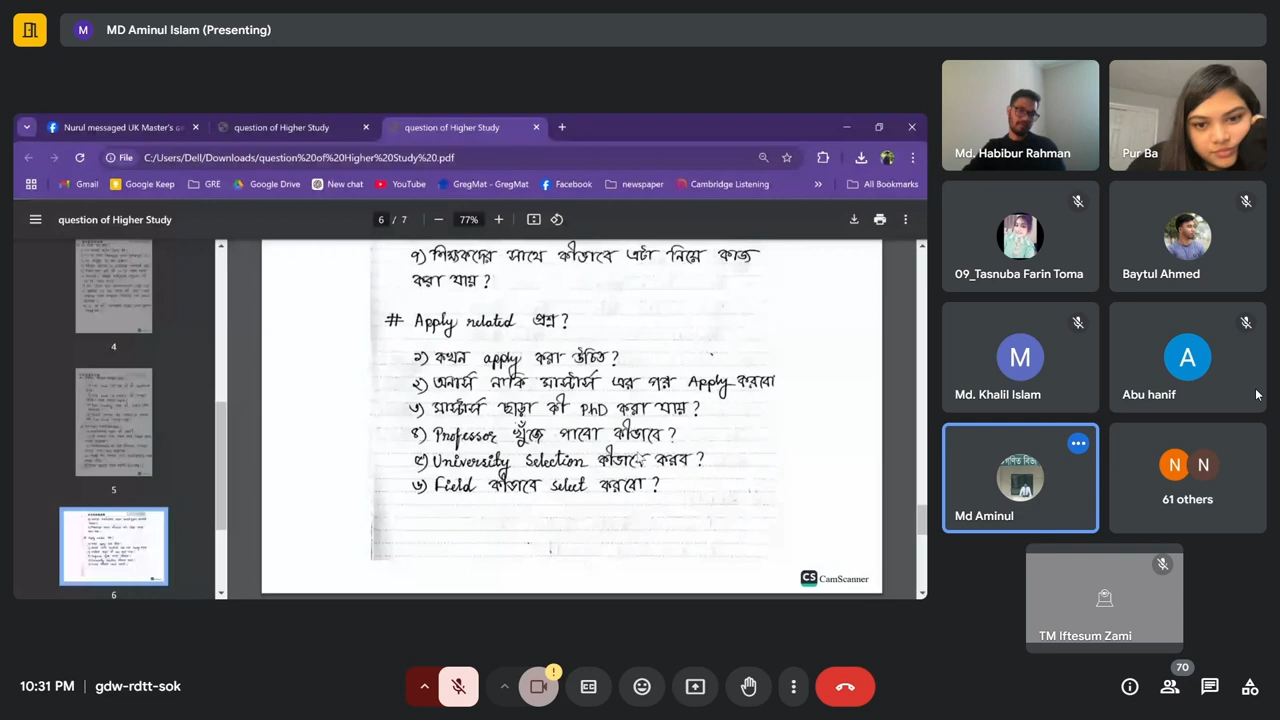 MD Aminul Islam (Presenting)
M
Nurul messaged UK Master's g
question of Higher Study
question of Higher Study
File
C:/Users/Dell/Downloads/question%20of%20Higher%20Study%20.pdf
Gmail
Google Keep
GRE
Google Drive
New chat
YouTube
GregMat - GregMat
Facebook
newspaper
Cambridge Listening
»
All Bookmarks
question of Higher Study
6 / 7
77%
4
5
6
৭) শিক্ষকদের সাথে কীভাবে এটা নিয়ে কাজ
করা যায়?
# Apply related প্রশ্ন?
১) কখন apply করা উচিত?
২) অনার্স নাকি মাস্টার্স এর পর Apply করবো
৩) মাস্টার্স ছাড়া কী PhD করা যায়?
৪) Professor খুঁজে পাবো কীভাবে?
৫) University Selection কীভাবে করব?
৬) Field কীভাবে select করবো?
CS CamScanner
Md. Habibur Rahman
Pur Ba
09_Tasnuba Farin Toma
Baytul Ahmed
M
Md. Khalil Islam
A
Abu hanif
Md Aminul
N N
61 others
TM Iftesum Zami
10:31 PM
gdw-rdtt-sok
70